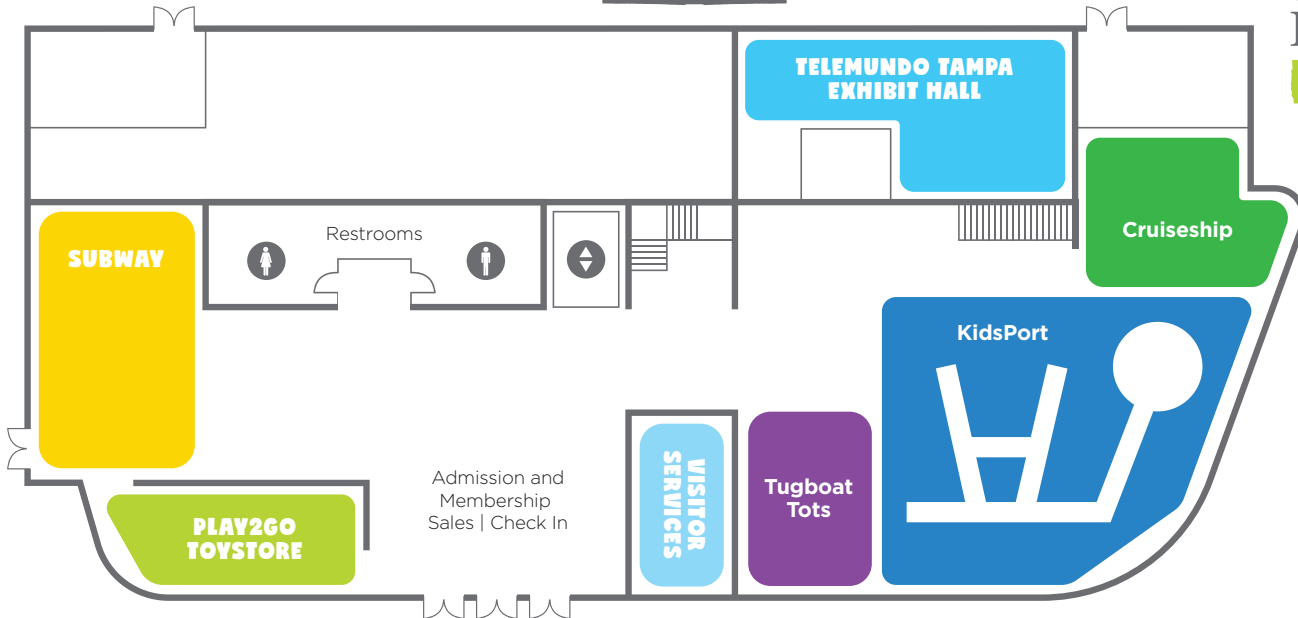 TELEMUNDO TAMPA
EXHIBIT HALL
Cruiseship
Restrooms
SUBWAY
KidsPort
Admission and
Membership
Sales | Check In
VISITOR
SERVICES
Tugboat
Tots
PLAY2GO
TOYSTORE